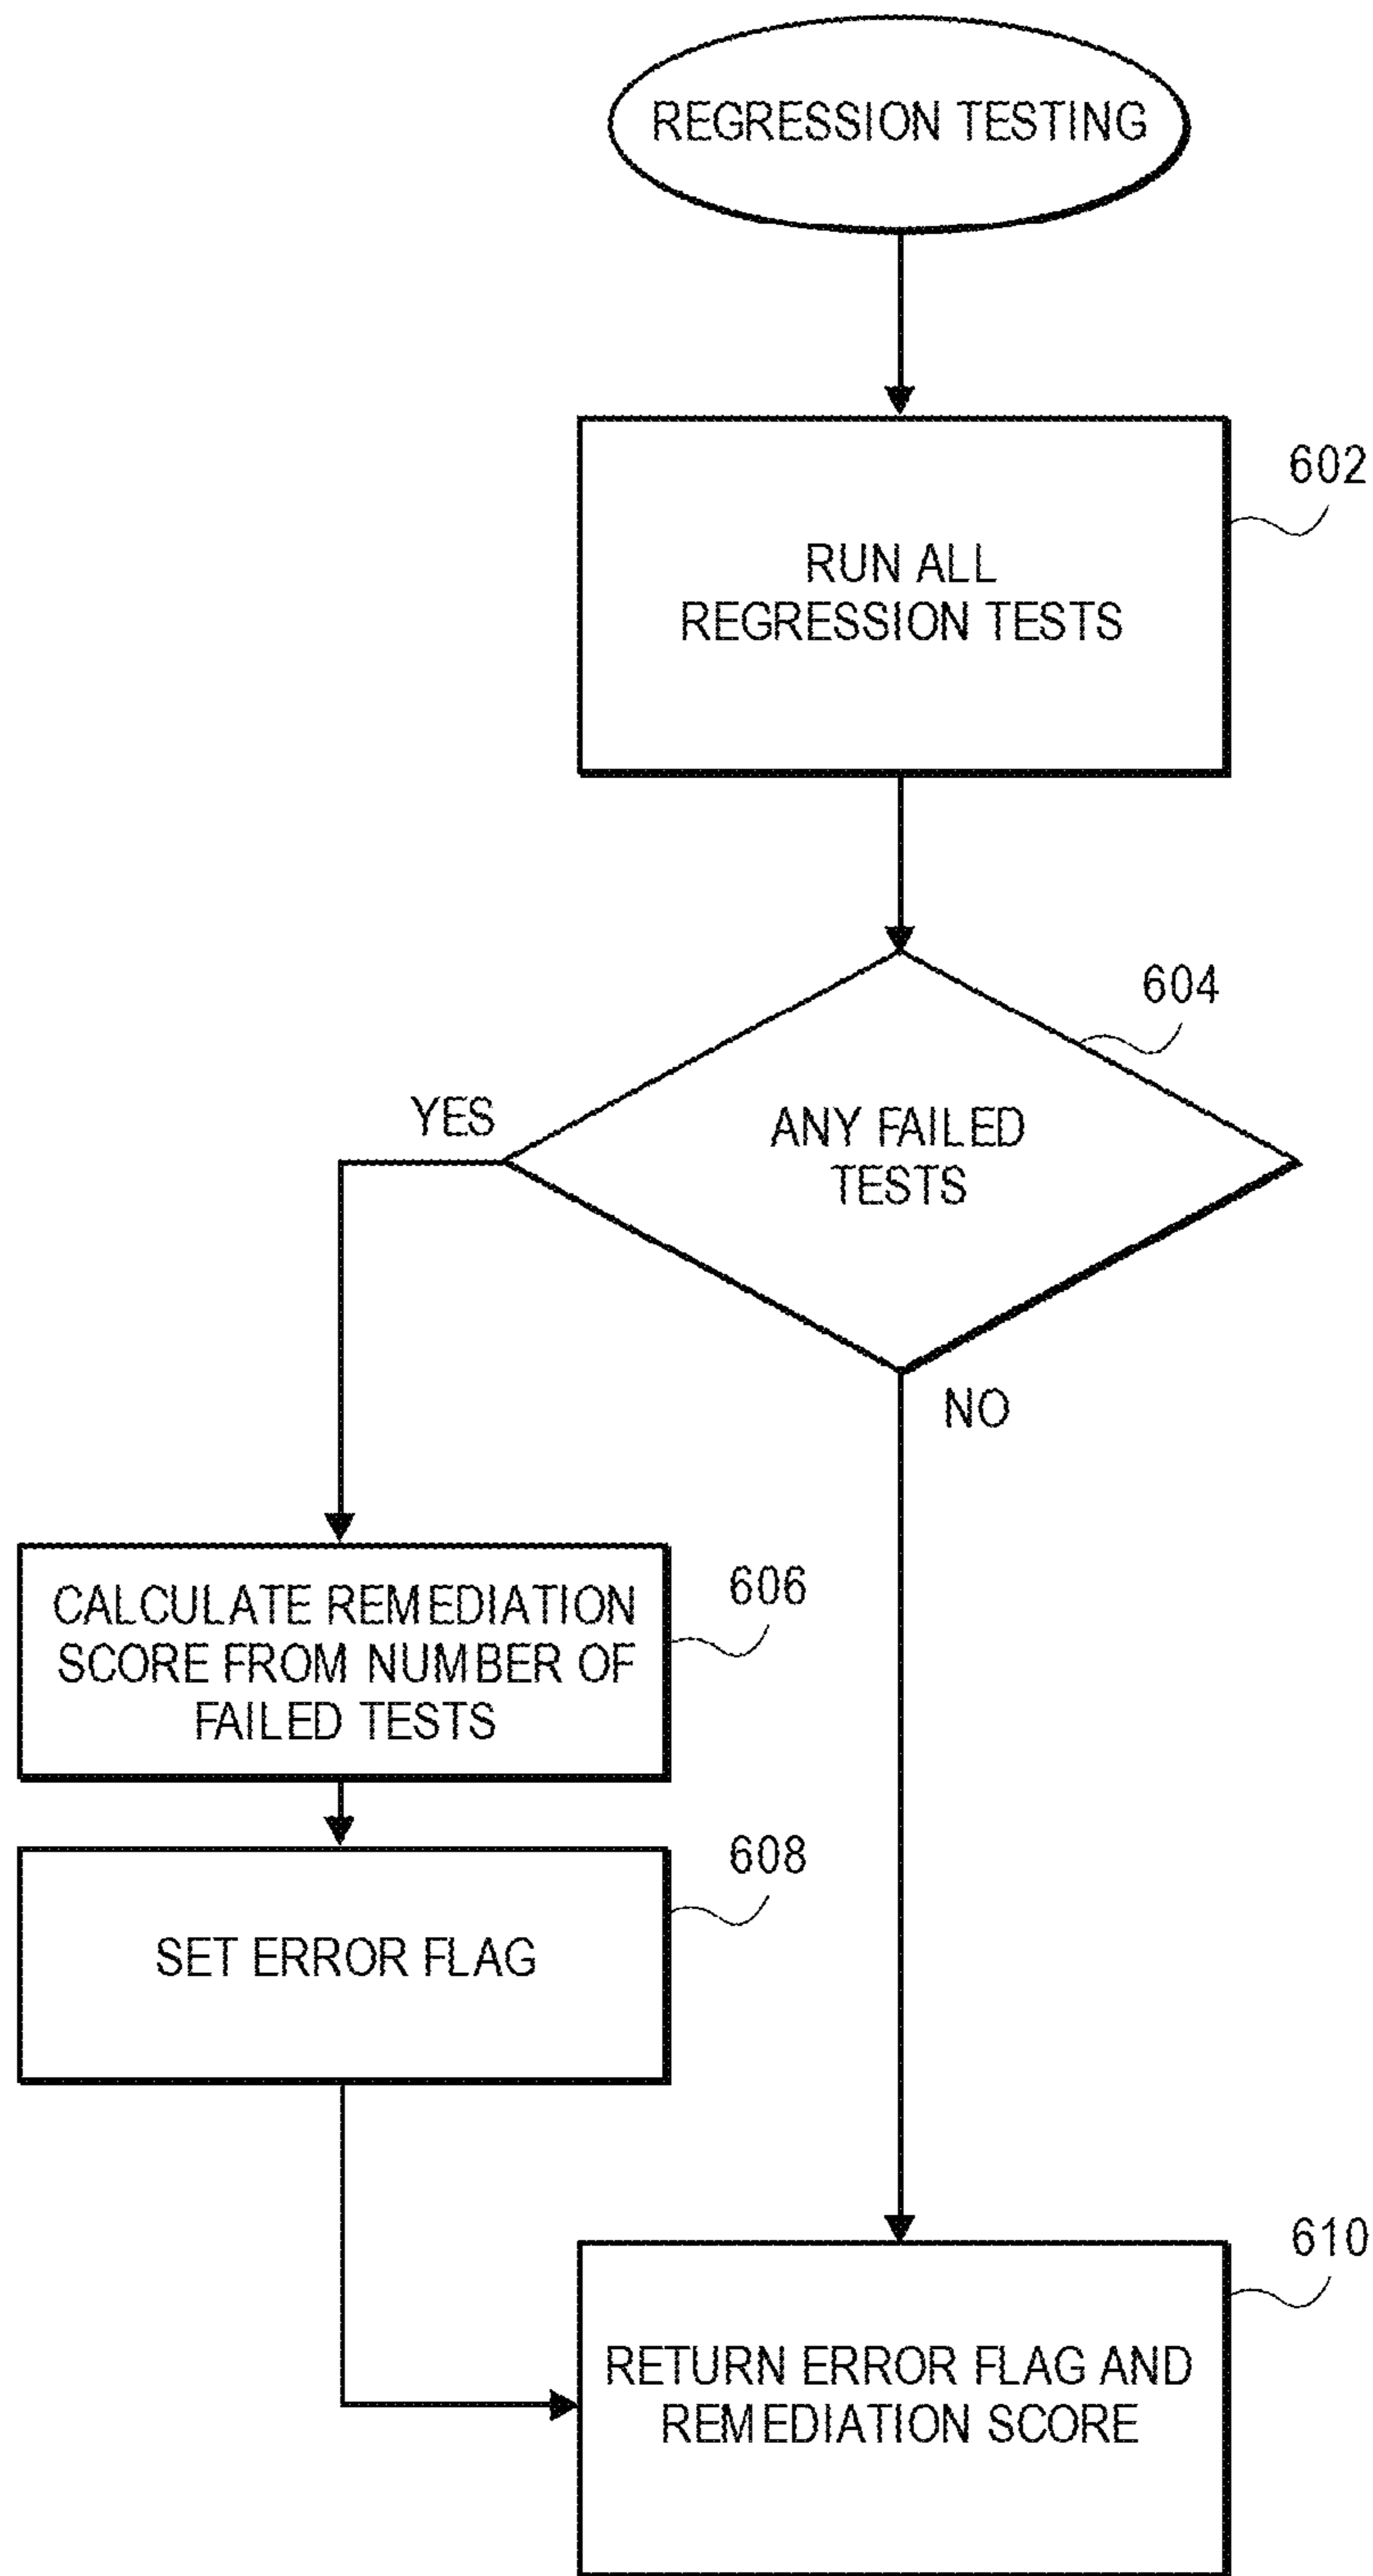 REGRESSION TESTING
602
RUN ALL
REGRESSION TESTS
604
YES
ANY FAILED
TESTS
NO
606
CALCULATE REMEDIATION
SCORE FROM NUMBER OF
FAILED TESTS
608
SET ERROR FLAG
610
RETURN ERROR FLAG AND
REMEDIATION SCORE